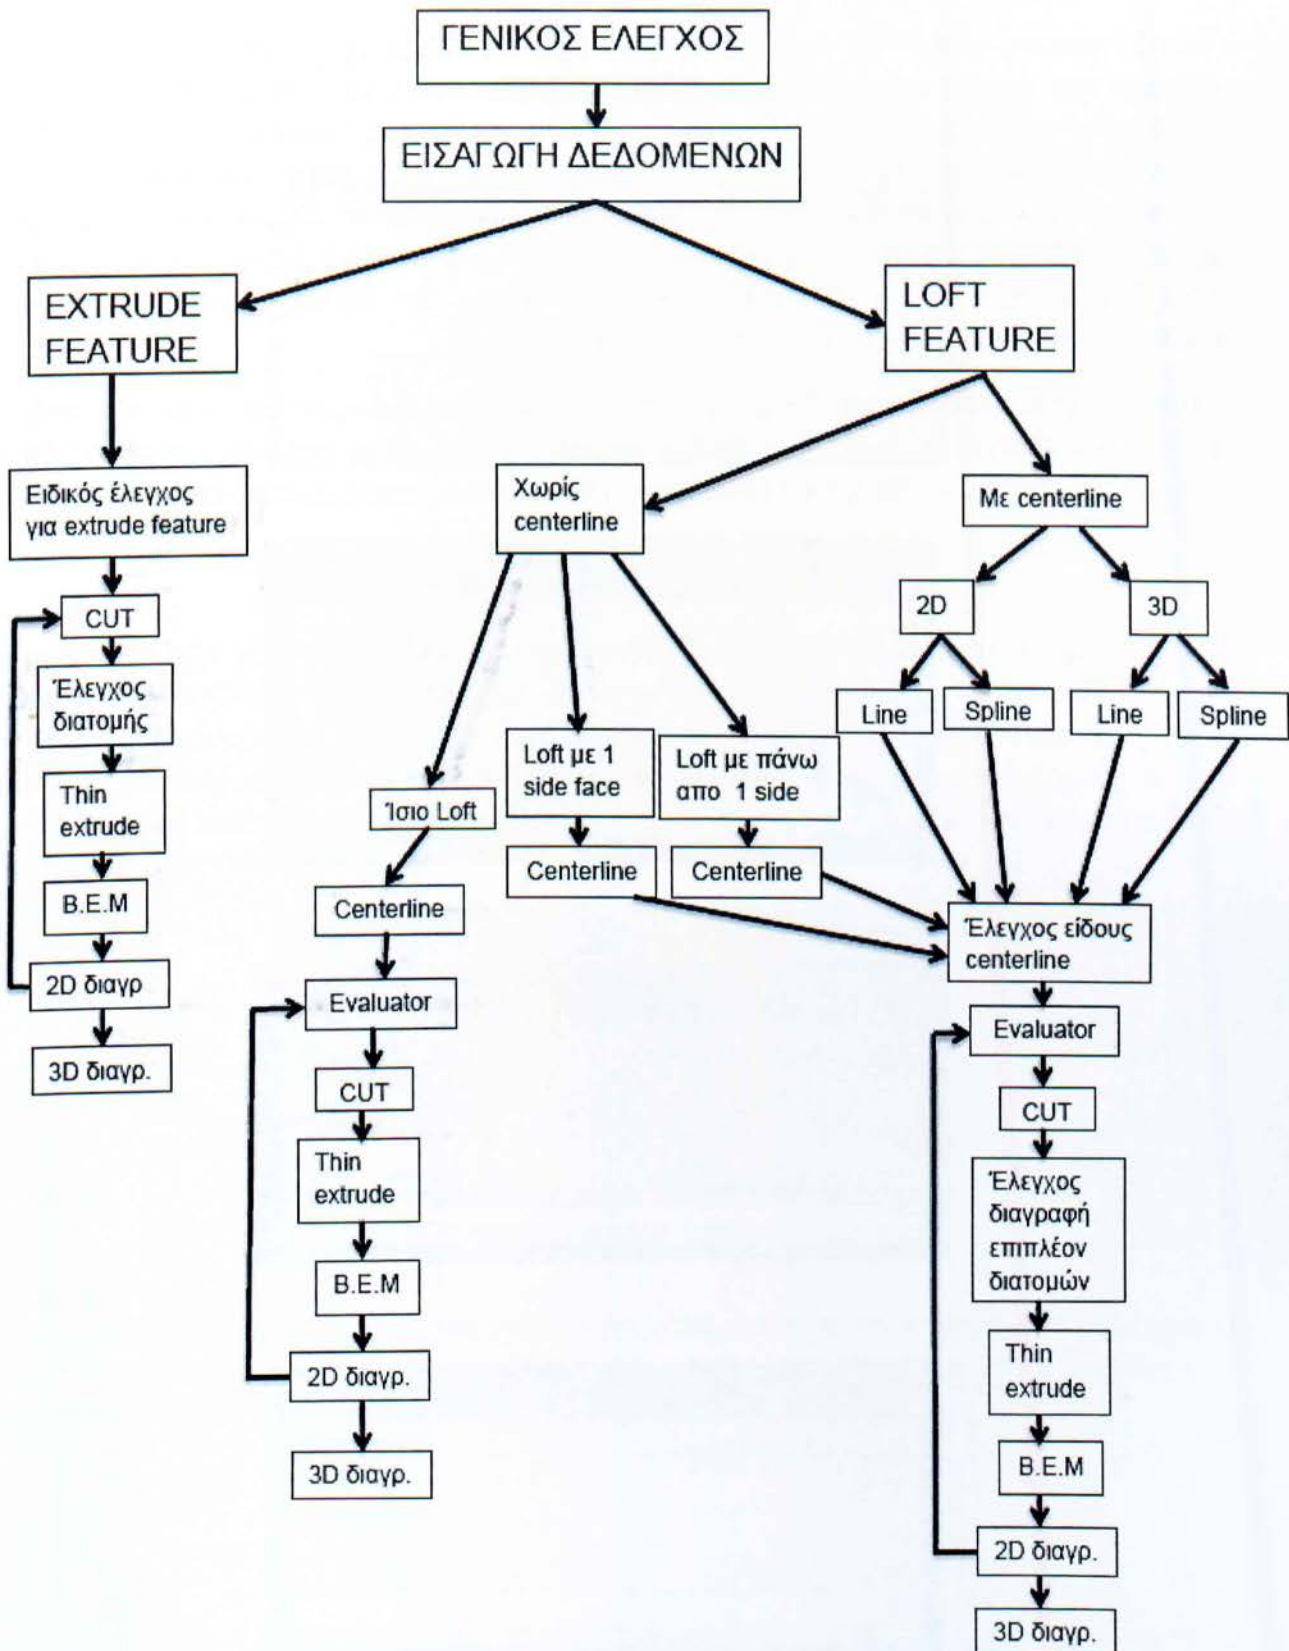 ΓΕΝΙΚΟΣ ΕΛΕΓΧΟΣ
ΕΙΣΑΓΩΓΗ ΔΕΔΟΜΕΝΩΝ
EXTRUDE
FEATURE
Ειδικός έλεγχος
για extrude feature
CUT
Έλεγχος
διατομής
Thin
extrude
B.E.M
2D διαγρ
3D διαγρ.
LOFT
FEATURE
Χωρίς
centerline
Ίσιο Loft
Centerline
Evaluator
CUT
Thin
extrude
B.E.M
2D διαγρ.
3D διαγρ.
Loft με 1
side face
Centerline
Loft με πάνω
απο 1 side
Centerline
Με centerline
2D
3D
Line
Spline
Line
Spline
Έλεγχος είδους
centerline
Evaluator
CUT
Έλεγχος
διαγραφή
επιπλέον
διατομών
Thin
extrude
B.E.M
2D διαγρ.
3D διαγρ.